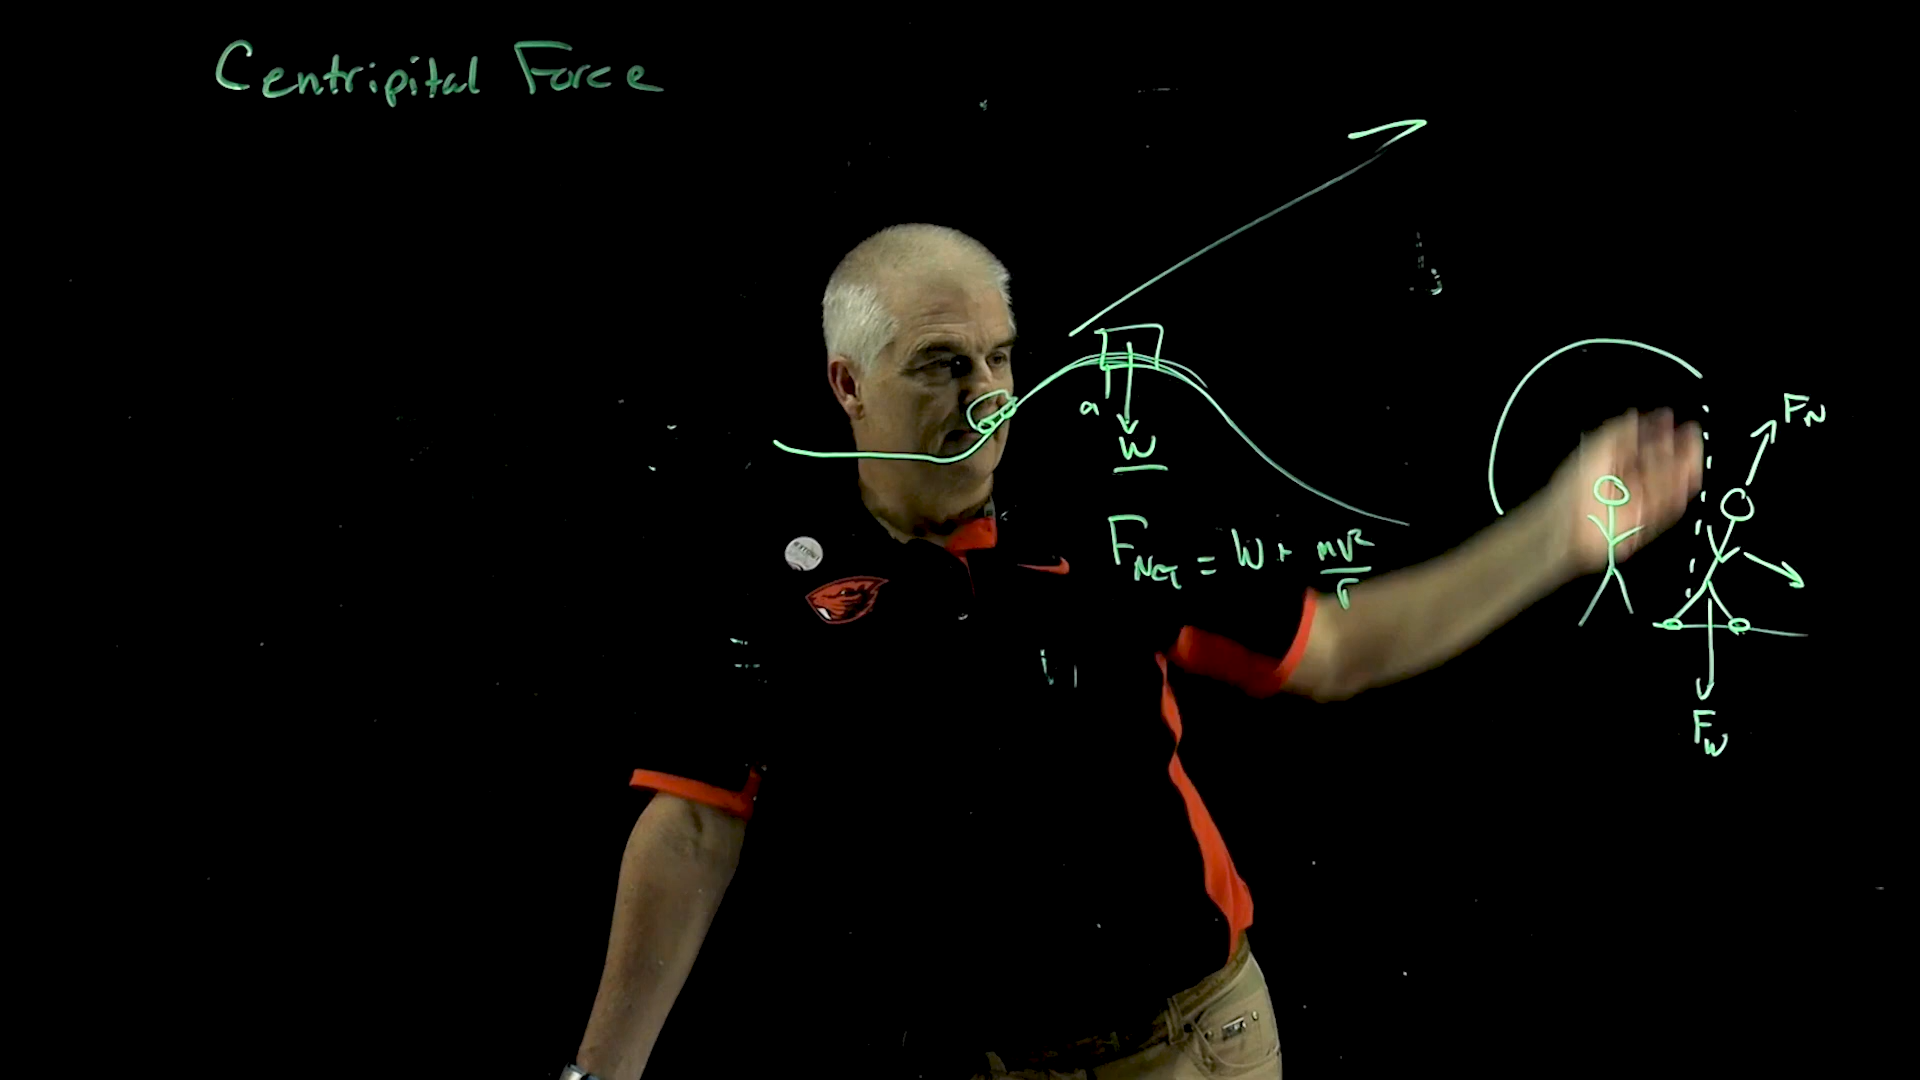 Centripital Force
a
W
F_Net = W + mv²/r
F_N
F_W